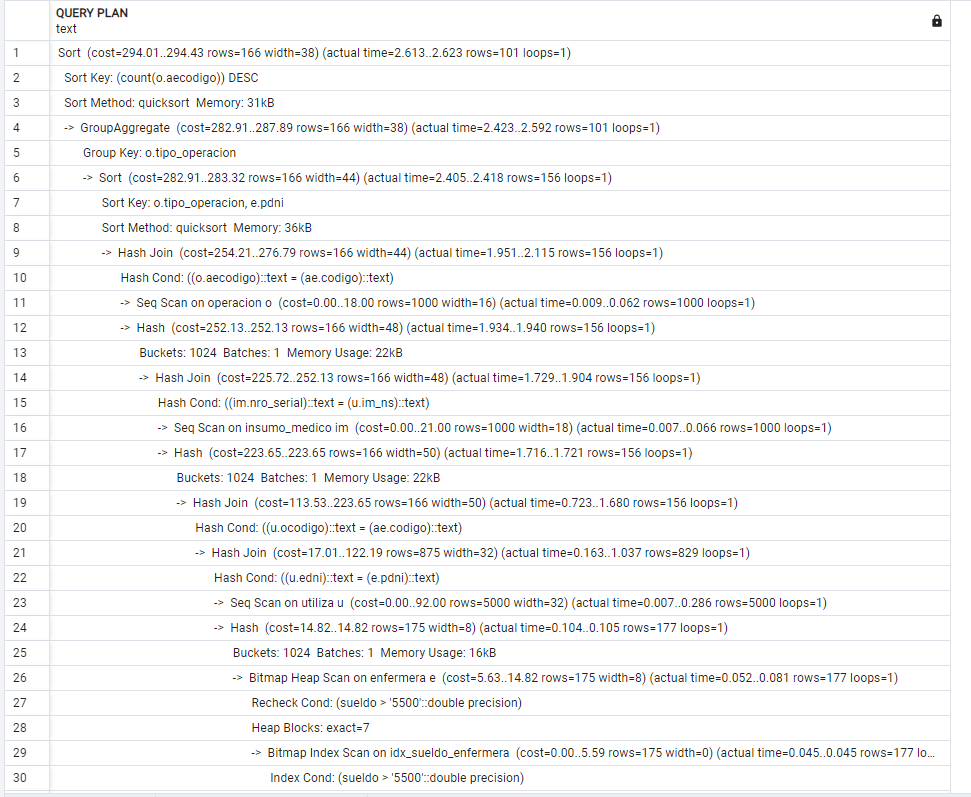 QUERY PLAN
text
1 Sort (cost=294.01..294.43 rows=166 width=38) (actual time=2.613..2.623 rows=101 loops=1)
2 Sort Key: (count(o.aecodigo)) DESC
3 Sort Method: quicksort Memory: 31kB
4 -> GroupAggregate (cost=282.91..287.89 rows=166 width=38) (actual time=2.423..2.592 rows=101 loops=1)
5 Group Key: o.tipo_operacion
6 -> Sort (cost=282.91..283.32 rows=166 width=44) (actual time=2.405..2.418 rows=156 loops=1)
7 Sort Key: o.tipo_operacion, e.pdni
8 Sort Method: quicksort Memory: 36kB
9 -> Hash Join (cost=254.21..276.79 rows=166 width=44) (actual time=1.951..2.115 rows=156 loops=1)
10 Hash Cond: ((o.aecodigo)::text = (ae.codigo)::text)
11 -> Seq Scan on operacion o (cost=0.00..18.00 rows=1000 width=16) (actual time=0.009..0.062 rows=1000 loops=1)
12 -> Hash (cost=252.13..252.13 rows=166 width=48) (actual time=1.934..1.940 rows=156 loops=1)
13 Buckets: 1024 Batches: 1 Memory Usage: 22kB
14 -> Hash Join (cost=225.72..252.13 rows=166 width=48) (actual time=1.729..1.904 rows=156 loops=1)
15 Hash Cond: ((im.nro_serial)::text = (u.im_ns)::text)
16 -> Seq Scan on insumo_medico im (cost=0.00..21.00 rows=1000 width=18) (actual time=0.007..0.066 rows=1000 loops=1)
17 -> Hash (cost=223.65..223.65 rows=166 width=50) (actual time=1.716..1.721 rows=156 loops=1)
18 Buckets: 1024 Batches: 1 Memory Usage: 22kB
19 -> Hash Join (cost=113.53..223.65 rows=166 width=50) (actual time=0.723..1.680 rows=156 loops=1)
20 Hash Cond: ((u.ocodigo)::text = (ae.codigo)::text)
21 -> Hash Join (cost=17.01..122.19 rows=875 width=32) (actual time=0.163..1.037 rows=829 loops=1)
22 Hash Cond: ((u.edni)::text = (e.pdni)::text)
23 -> Seq Scan on utiliza u (cost=0.00..92.00 rows=5000 width=32) (actual time=0.007..0.286 rows=5000 loops=1)
24 -> Hash (cost=14.82..14.82 rows=175 width=8) (actual time=0.104..0.105 rows=177 loops=1)
25 Buckets: 1024 Batches: 1 Memory Usage: 16kB
26 -> Bitmap Heap Scan on enfermera e (cost=5.63..14.82 rows=175 width=8) (actual time=0.052..0.081 rows=177 loops=1)
27 Recheck Cond: (sueldo > '5500'::double precision)
28 Heap Blocks: exact=7
29 -> Bitmap Index Scan on idx_sueldo_enfermera (cost=0.00..5.59 rows=175 width=0) (actual time=0.045..0.045 rows=177 lo...
30 Index Cond: (sueldo > '5500'::double precision)